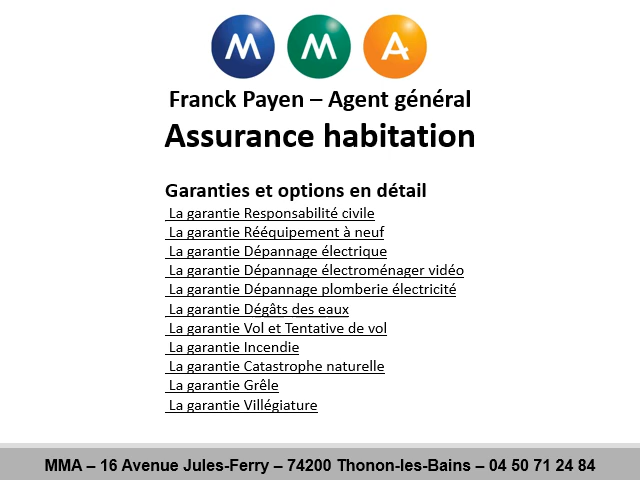 MMA
Franck Payen – Agent général
Assurance habitation
Garanties et options en détail
La garantie Responsabilité civile
La garantie Rééquipement à neuf
La garantie Dépannage électrique
La garantie Dépannage électroménager vidéo
La garantie Dépannage plomberie électricité
La garantie Dégâts des eaux
La garantie Vol et Tentative de vol
La garantie Incendie
La garantie Catastrophe naturelle
La garantie Grêle
La garantie Villégiature
MMA – 16 Avenue Jules-Ferry – 74200 Thonon-les-Bains – 04 50 71 24 84